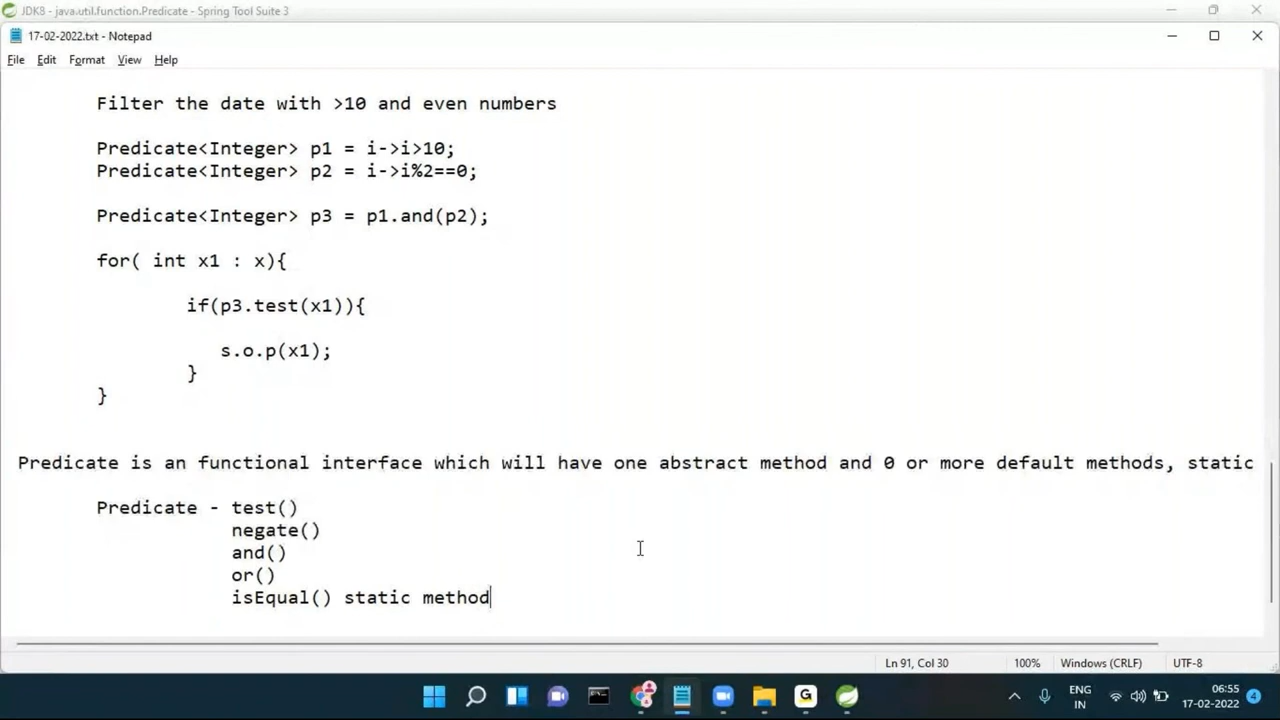 JDK8 - java.util.function.Predicate - Spring Tool Suite 3
17-02-2022.txt - Notepad
File Edit Format View Help
Filter the date with >10 and even numbers
Predicate<Integer> p1 = i->i>10;
Predicate<Integer> p2 = i->i%2==0;
Predicate<Integer> p3 = p1.and(p2);
for( int x1 : x){
if(p3.test(x1)){
s.o.p(x1);
}
}
Predicate is an functional interface which will have one abstract method and 0 or more default methods, static
Predicate - test()
negate()
and()
or()
isEqual() static method
Ln 91, Col 30 100% Windows (CRLF) UTF-8
ENG 06:55
IN 17-02-2022 4